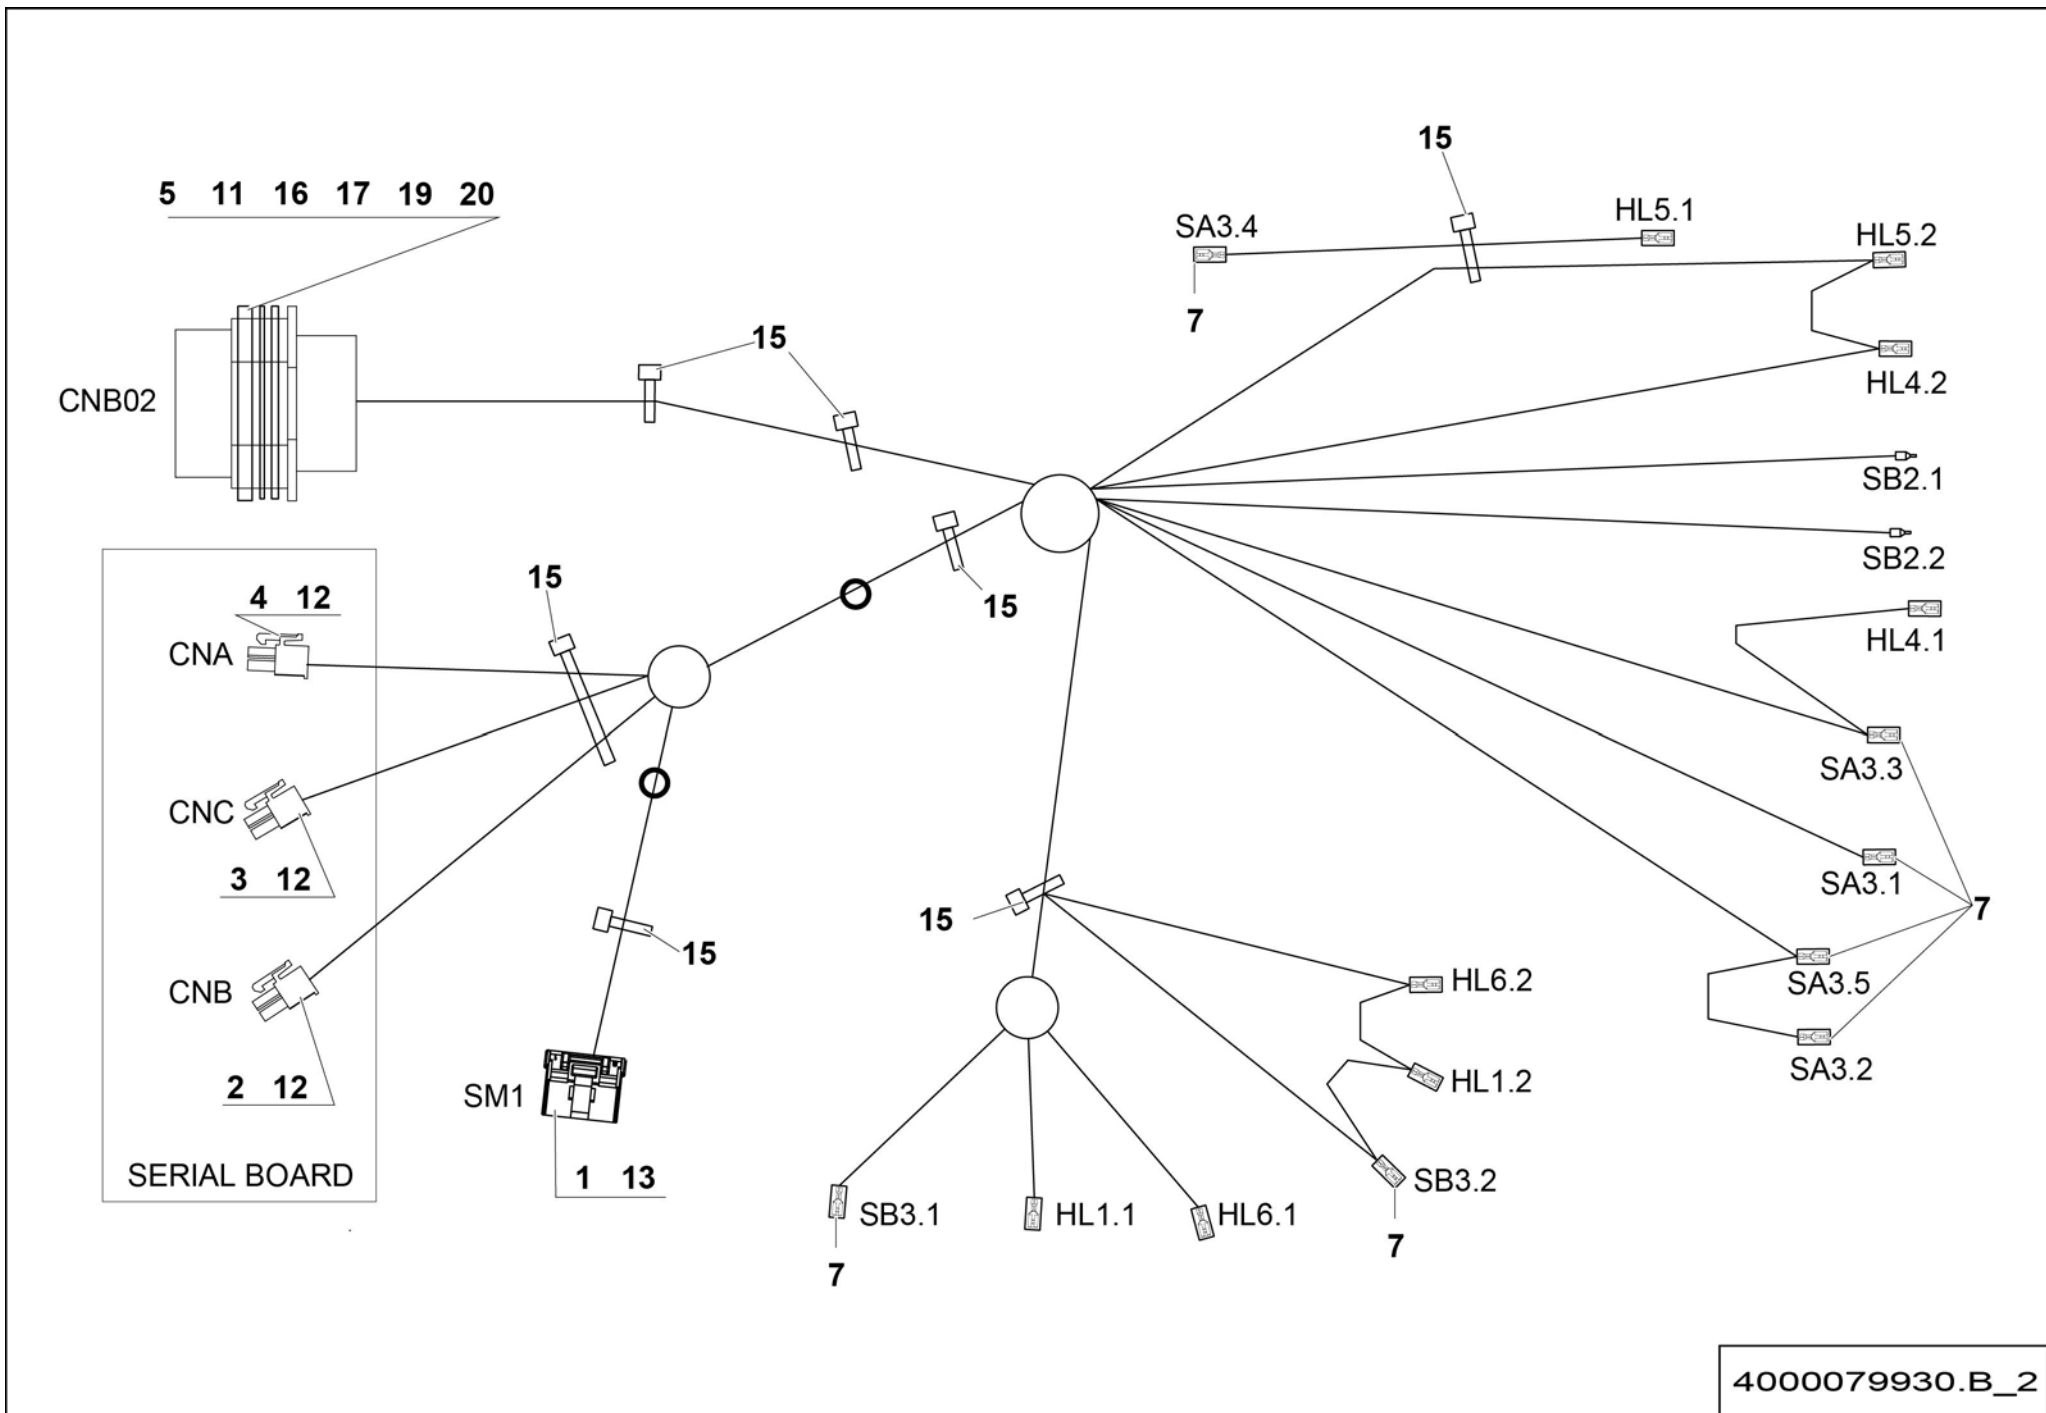 15
5 11 16 17 19 20
SA3.4
HL5.1
HL5.2
7
15
CNB02
HL4.2
SB2.1
SB2.2
15
15
4 12
CNA
HL4.1
SA3.3
CNC
3 12
SA3.1
15
15
7
CNB
HL6.2
SA3.5
2 12
SM1
HL1.2
SA3.2
SERIAL BOARD
1 13
SB3.2
SB3.1
HL1.1
HL6.1
7
7
4000079930.B_2